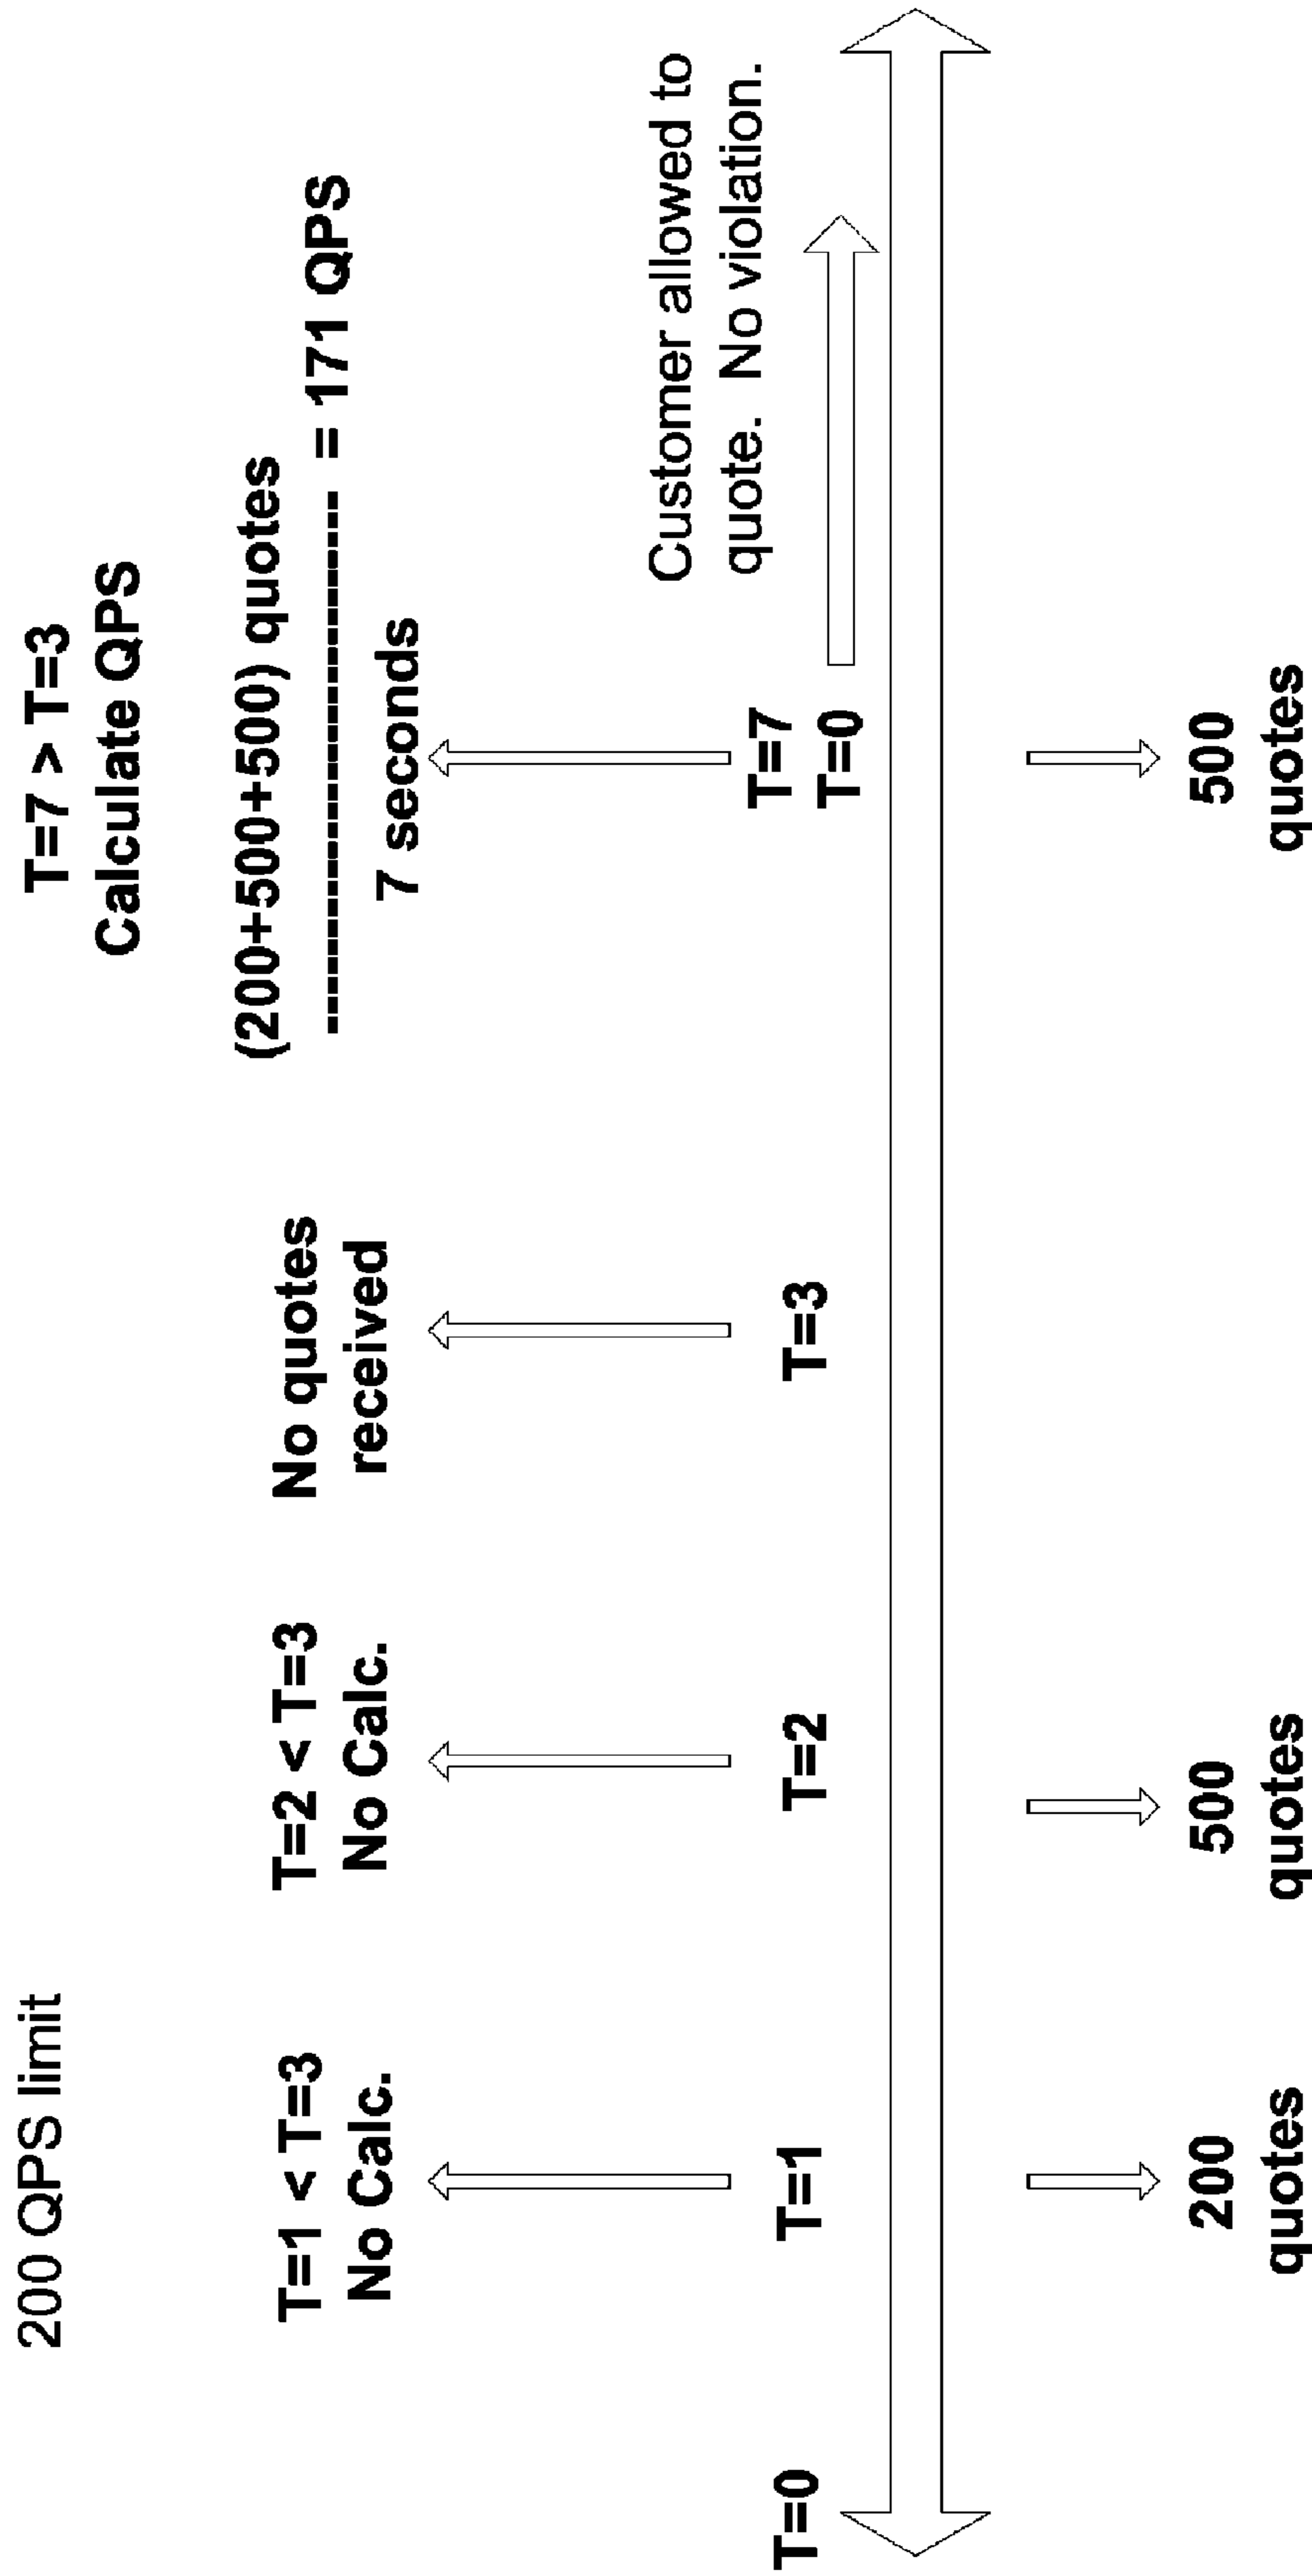 200 QPS limit
T=7 > T=3
Calculate QPS
T=1 < T=3
No Calc.
T=2 < T=3
No Calc.
No quotes
received
(200+500+500) quotes
---------------------------------- = 171 QPS
7 seconds
Customer allowed to
quote.  No violation.
T=0
T=1
T=2
T=3
T=7
T=0
200
quotes
500
quotes
500
quotes